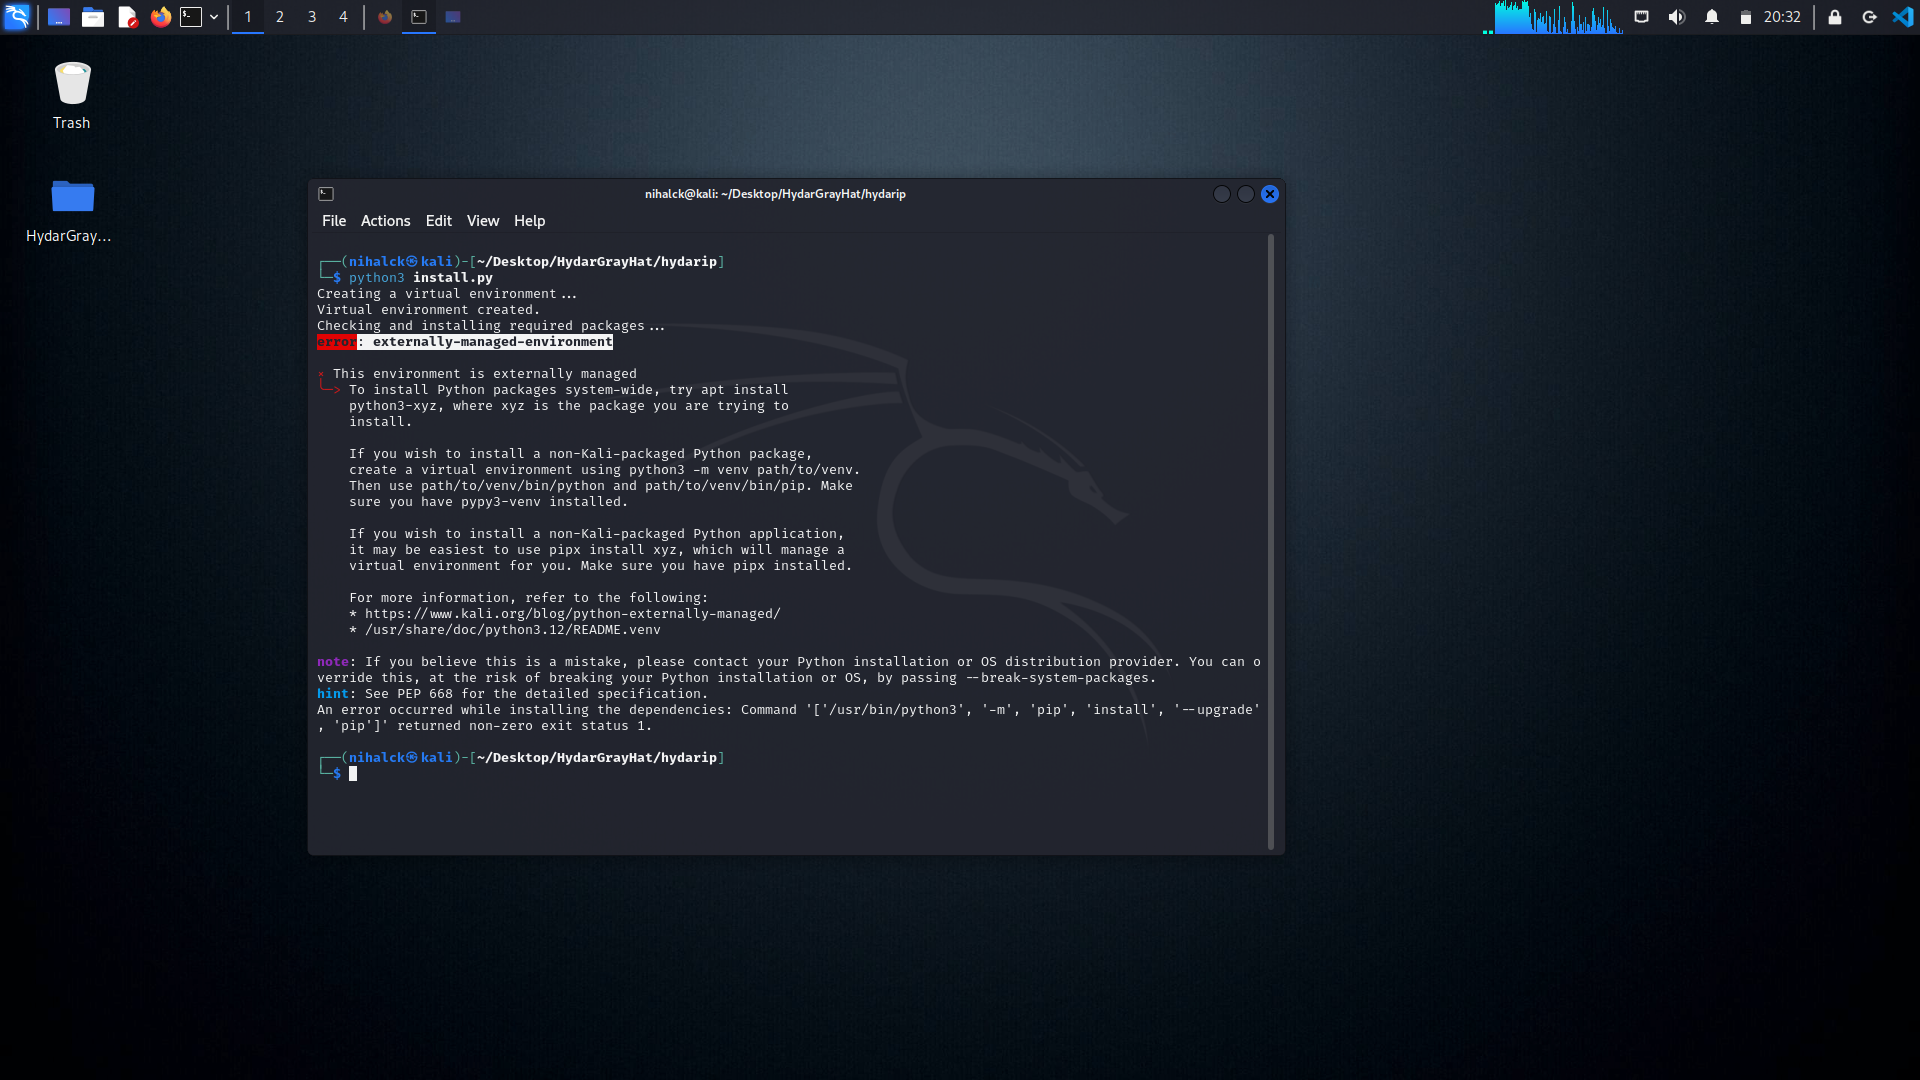 1 2 3 4
20:32
Trash
HydarGray...
nihalck@kali: ~/Desktop/HydarGrayHat/hydarip
File Actions Edit View Help
┌──(nihalck㉿kali)-[~/Desktop/HydarGrayHat/hydarip]
└─$ python3 install.py
Creating a virtual environment...
Virtual environment created.
Checking and installing required packages...
error: externally-managed-environment
× This environment is externally managed
╰─> To install Python packages system-wide, try apt install
python3-xyz, where xyz is the package you are trying to
install.
If you wish to install a non-Kali-packaged Python package,
create a virtual environment using python3 -m venv path/to/venv.
Then use path/to/venv/bin/python and path/to/venv/bin/pip. Make
sure you have pypy3-venv installed.
If you wish to install a non-Kali-packaged Python application,
it may be easiest to use pipx install xyz, which will manage a
virtual environment for you. Make sure you have pipx installed.
For more information, refer to the following:
* https://www.kali.org/blog/python-externally-managed/
* /usr/share/doc/python3.12/README.venv
note: If you believe this is a mistake, please contact your Python installation or OS distribution provider. You can o
verride this, at the risk of breaking your Python installation or OS, by passing --break-system-packages.
hint: See PEP 668 for the detailed specification.
An error occurred while installing the dependencies: Command '['/usr/bin/python3', '-m', 'pip', 'install', '--upgrade'
, 'pip']' returned non-zero exit status 1.
┌──(nihalck㉿kali)-[~/Desktop/HydarGrayHat/hydarip]
└─$